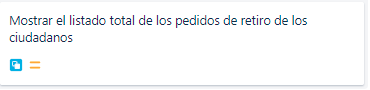 Mostrar el listado total de los pedidos de retiro de los
ciudadanos